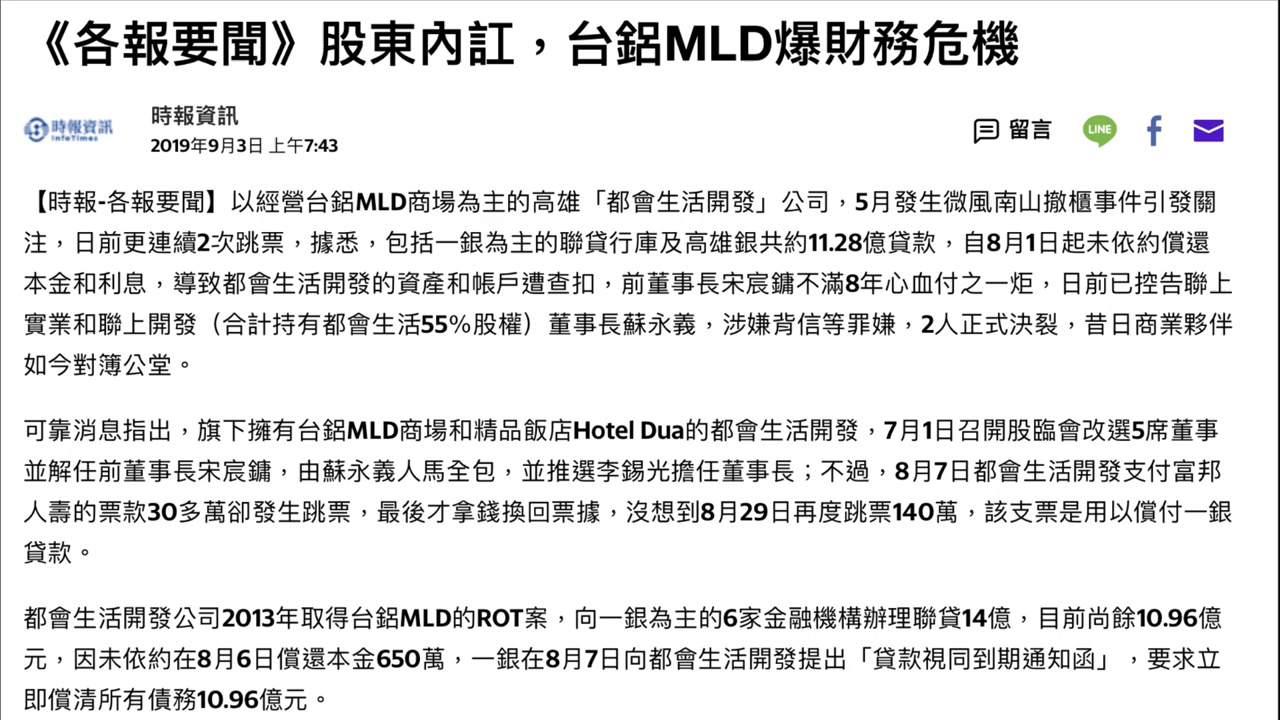 《各報要聞》股東內訌，台鋁MLD爆財務危機
時報資訊
InfoTimes
時報資訊
2019年9月3日 上午7:43
留言
LINE
【時報-各報要聞】以經營台鋁MLD商場為主的高雄「都會生活開發」公司，5月發生微風南山撤櫃事件引發關
注，日前更連續2次跳票，據悉，包括一銀為主的聯貸行庫及高雄銀共約11.28億貸款，自8月1日起未依約償還
本金和利息，導致都會生活開發的資產和帳戶遭查扣，前董事長宋宸鏞不滿8年心血付之一炬，日前已控告聯上
實業和聯上開發（合計持有都會生活55%股權）董事長蘇永義，涉嫌背信等罪嫌，2人正式決裂，昔日商業夥伴
如今對簿公堂。
可靠消息指出，旗下擁有台鋁MLD商場和精品飯店Hotel Dua的都會生活開發，7月1日召開股臨會改選5席董事
並解任前董事長宋宸鏞，由蘇永義人馬全包，並推選李錫光擔任董事長；不過，8月7日都會生活開發支付富邦
人壽的票款30多萬卻發生跳票，最後才拿錢換回票據，沒想到8月29日再度跳票140萬，該支票是用以償付一銀
貸款。
都會生活開發公司2013年取得台鋁MLD的ROT案，向一銀為主的6家金融機構辦理聯貸14億，目前尚餘10.96億
元，因未依約在8月6日償還本金650萬，一銀在8月7日向都會生活開發提出「貸款視同到期通知函」，要求立
即償清所有債務10.96億元。